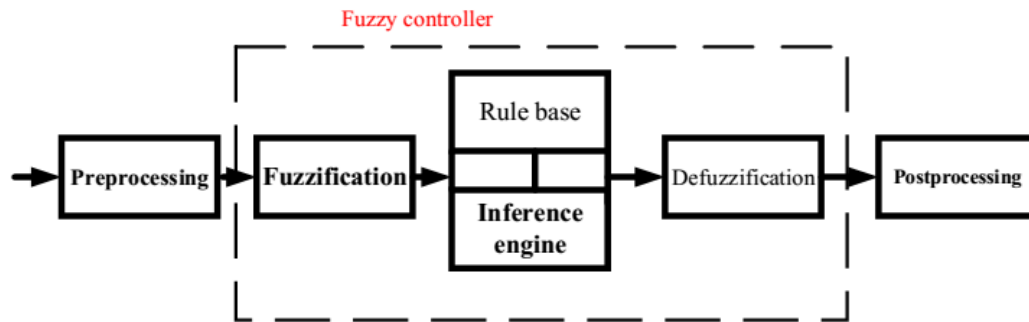 Fuzzy controller
Rule base
Preprocessing
Fuzzification
Defuzzification
Postprocessing
Inference
engine